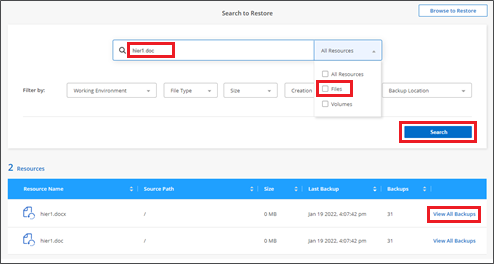 Search to Restore
Browse to Restore
hier1.doc
All Resources
All Resources
Files
Volumes
Filter by:
Working Environment
File Type
Size
Creation
Backup Location
Search
2 Resources
Resource Name Source Path Size Last Backup Backups
hier1.docx / 0 MB Jan 19 2022, 4:07:42 pm 31 View All Backups
hier1.doc / 0 MB Jan 19 2022, 4:07:42 pm 31 View All Backups